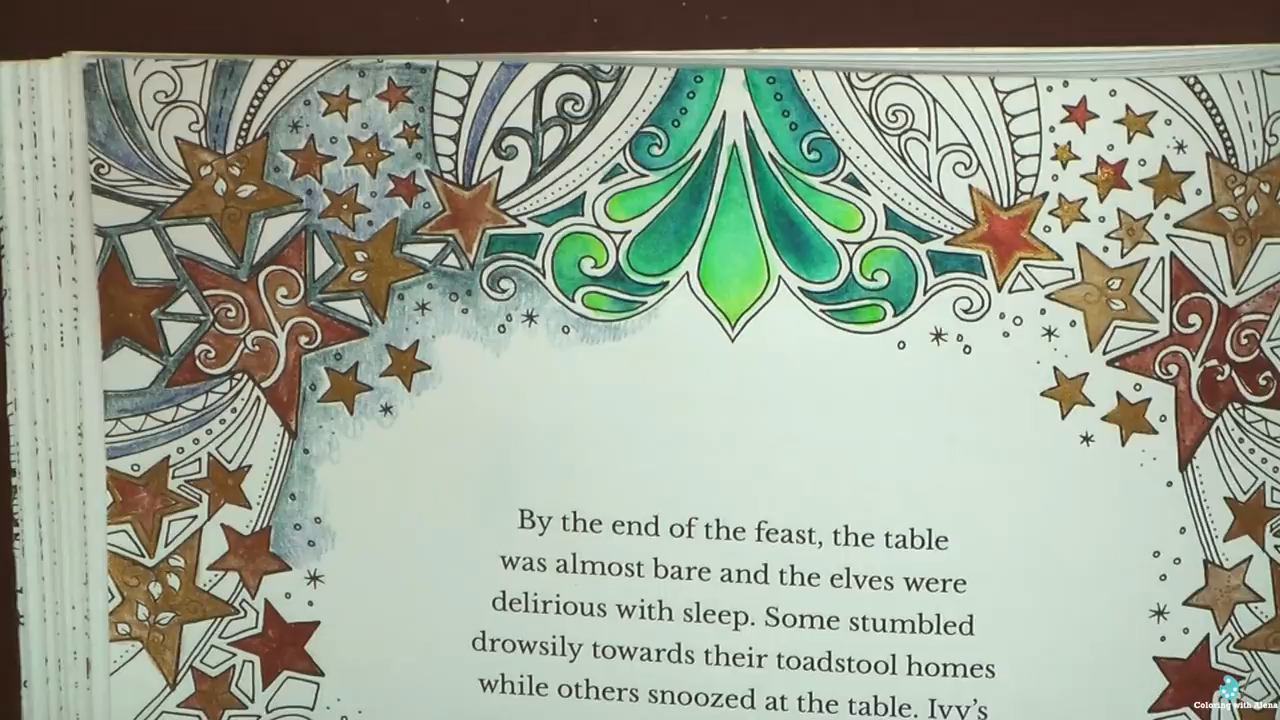 By the end of the feast, the table
was almost bare and the elves were
delirious with sleep. Some stumbled
drowsily towards their toadstool homes
while others snoozed at the table. Ivy’s
Coloring with Alena